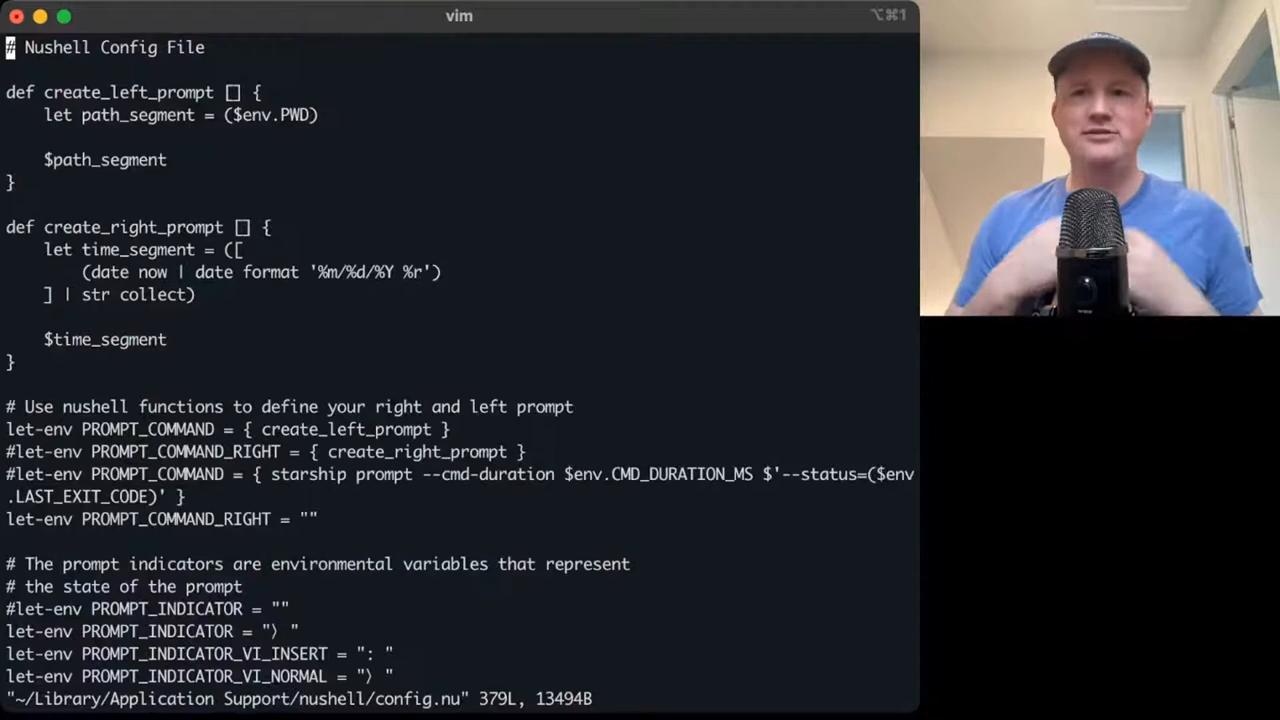 vim
⌥⌘1
# Nushell Config File
def create_left_prompt [] {
    let path_segment = ($env.PWD)
    $path_segment
}
def create_right_prompt [] {
    let time_segment = ([
        (date now | date format '%m/%d/%Y %r')
    ] | str collect)
    $time_segment
}
# Use nushell functions to define your right and left prompt
let-env PROMPT_COMMAND = { create_left_prompt }
#let-env PROMPT_COMMAND_RIGHT = { create_right_prompt }
#let-env PROMPT_COMMAND = { starship prompt --cmd-duration $env.CMD_DURATION_MS $'--status=($env
.LAST_EXIT_CODE)' }
let-env PROMPT_COMMAND_RIGHT = ""
# The prompt indicators are environmental variables that represent
# the state of the prompt
#let-env PROMPT_INDICATOR = ""
let-env PROMPT_INDICATOR = "〉"
let-env PROMPT_INDICATOR_VI_INSERT = ": "
let-env PROMPT_INDICATOR_VI_NORMAL = "〉"
"~/Library/Application Support/nushell/config.nu" 379L, 13494B